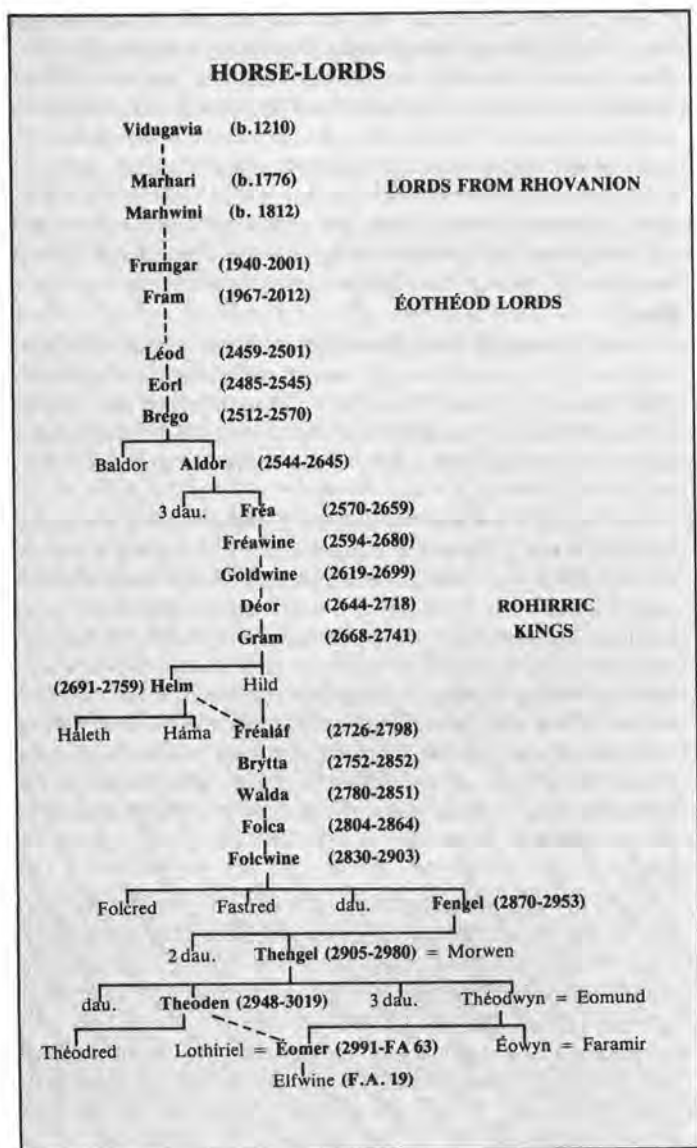 HORSE-LORDS
Vidugavia (b.1210)
Marhari (b.1776)
LORDS FROM RHOVANION
Marhwini (b. 1812)
Frumgar (1940-2001)
Fram (1967-2012)
ÉOTHÉOD LORDS
Léod (2459-2501)
Eorl (2485-2545)
Brego (2512-2570)
Baldor Aldor (2544-2645)
3 dau. Fréa (2570-2659)
Fréawine (2594-2680)
Goldwine (2619-2699)
Déor (2644-2718)
ROHIRRIC
KINGS
Gram (2668-2741)
(2691-2759) Helm Hild
Háleth Háma Fréaláf (2726-2798)
Brytta (2752-2852)
Walda (2780-2851)
Folca (2804-2864)
Folcwine (2830-2903)
Folcred Fastred dau. Fengel (2870-2953)
2 dau. Thengel (2905-2980) = Morwen
dau. Theoden (2948-3019) 3 dau. Théodwyn = Eomund
Théodred Lothiriel = Éomer (2991-FA 63) Éowyn = Faramir
Elfwine (F.A. 19)